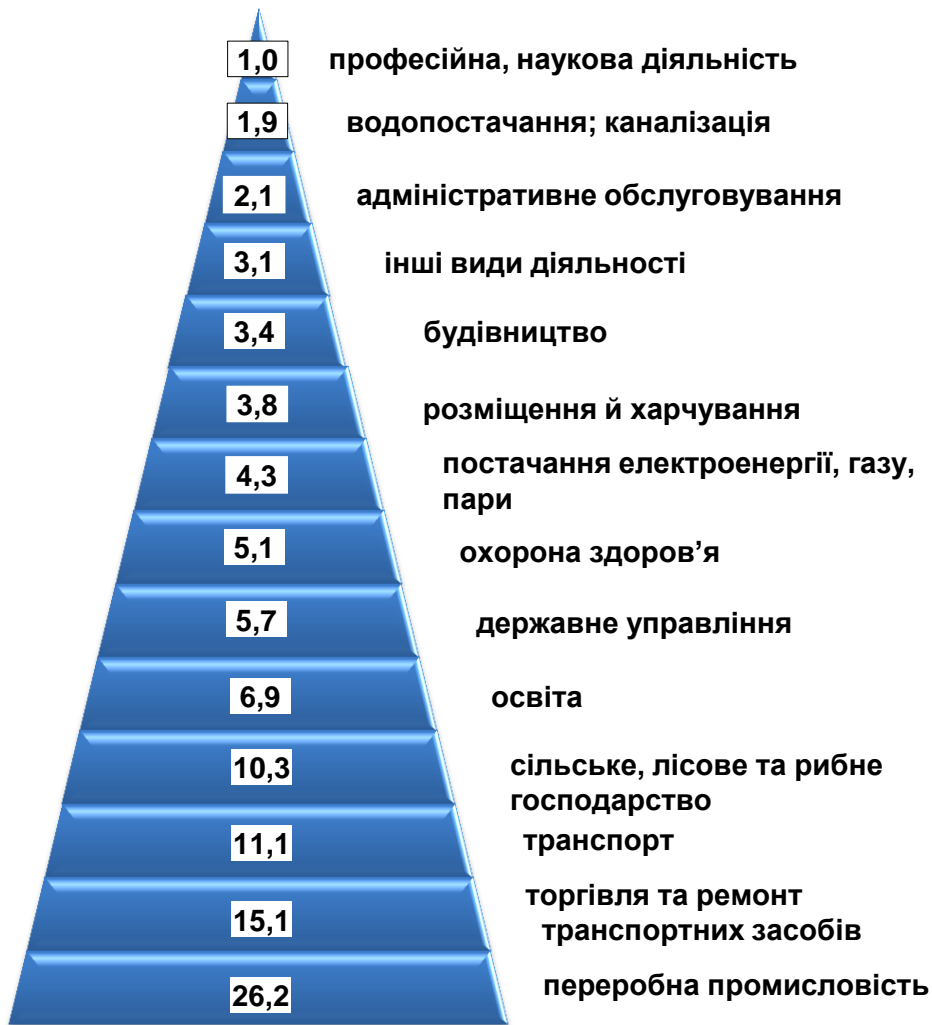 1,0 професійна, наукова діяльність
1,9 водопостачання; каналізація
2,1 адміністративне обслуговування
3,1 інші види діяльності
3,4 будівництво
3,8 розміщення й харчування
4,3 постачання електроенергії, газу,
пари
5,1 охорона здоров’я
5,7 державне управління
6,9 освіта
10,3 сільське, лісове та рибне
господарство
11,1 транспорт
15,1 торгівля та ремонт
транспортних засобів
26,2 переробна промисловість